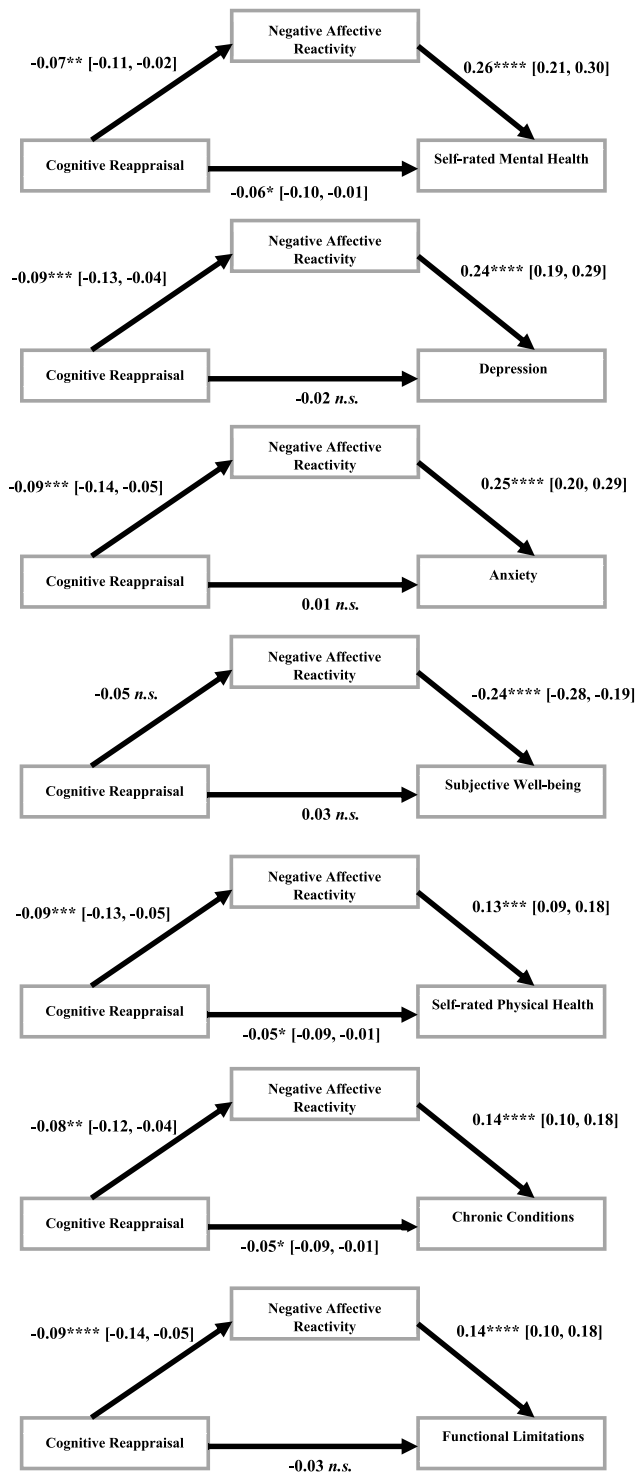 Negative Affective
Reactivity
-0.07** [-0.11, -0.02]
0.26**** [0.21, 0.30]
Cognitive Reappraisal
Self-rated Mental Health
-0.06* [-0.10, -0.01]
Negative Affective
Reactivity
-0.09*** [-0.13, -0.04]
0.24**** [0.19, 0.29]
Cognitive Reappraisal
Depression
-0.02 n.s.
Negative Affective
Reactivity
-0.09*** [-0.14, -0.05]
0.25**** [0.20, 0.29]
Cognitive Reappraisal
Anxiety
0.01 n.s.
Negative Affective
Reactivity
-0.05 n.s.
-0.24**** [-0.28, -0.19]
Cognitive Reappraisal
Subjective Well-being
0.03 n.s.
Negative Affective
Reactivity
-0.09*** [-0.13, -0.05]
0.13*** [0.09, 0.18]
Cognitive Reappraisal
Self-rated Physical Health
-0.05* [-0.09, -0.01]
Negative Affective
Reactivity
-0.08** [-0.12, -0.04]
0.14**** [0.10, 0.18]
Cognitive Reappraisal
Chronic Conditions
-0.05* [-0.09, -0.01]
Negative Affective
Reactivity
-0.09**** [-0.14, -0.05]
0.14**** [0.10, 0.18]
Cognitive Reappraisal
Functional Limitations
-0.03 n.s.